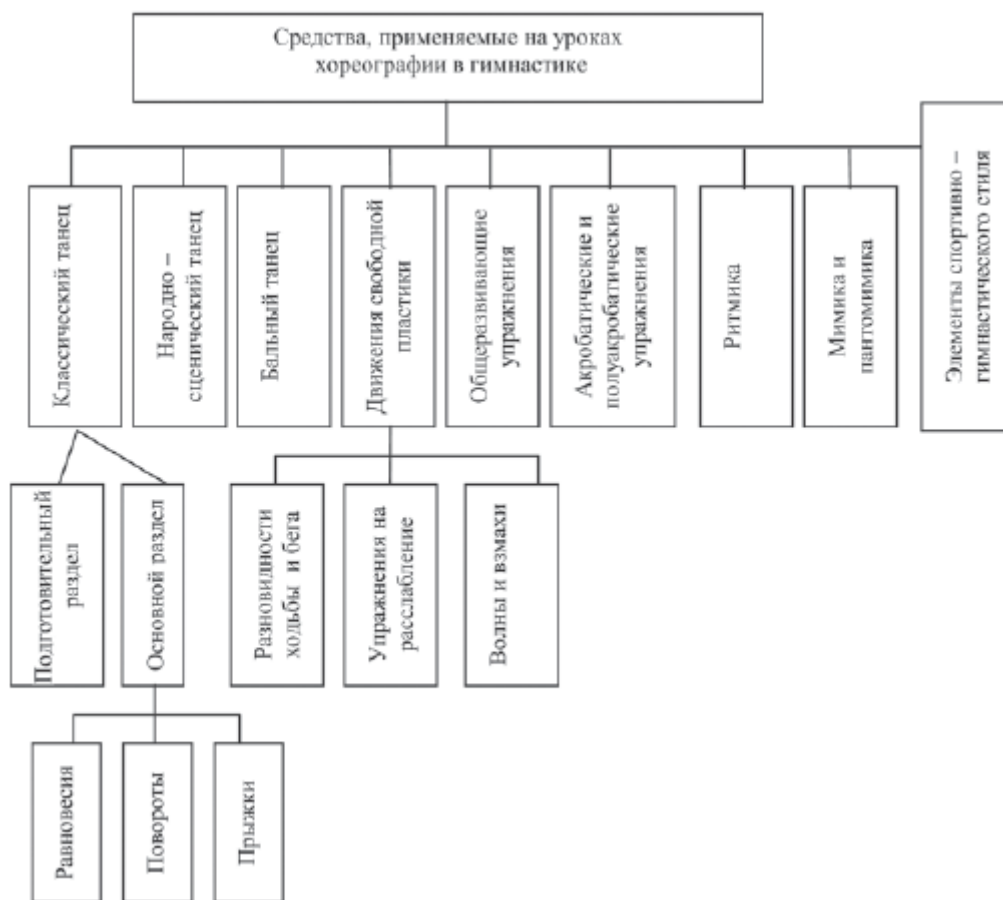 Средства, применяемые на уроках
хореографии в гимнастике
Классический танец
Народно –
сценический танец
Бальный танец
Движения свободной
пластики
Общеразвивающие
упражнения
Акробатические и
полуакробатические
упражнения
Ритмика
Мимика и
пантомимика
Элементы спортивно –
гимнастического стиля
Подготовительный
раздел
Основной раздел
Разновидности
ходьбы и бега
Упражнения на
расслабление
Волны и взмахи
Равновесия
Повороты
Прыжки